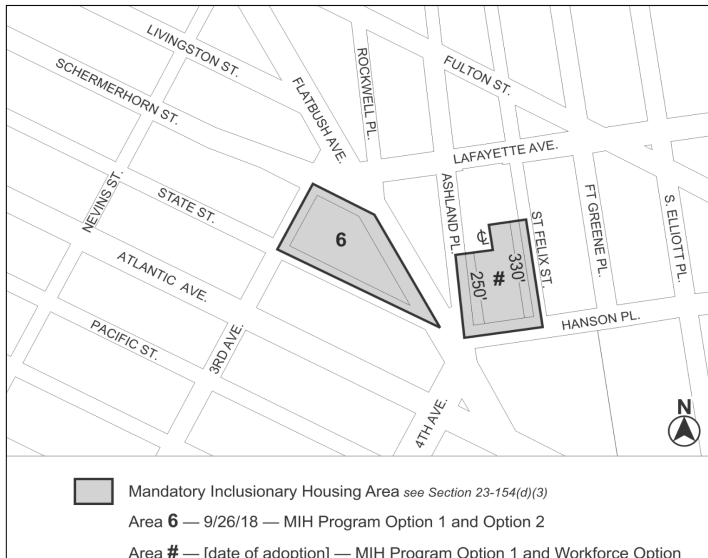 LIVINGSTON ST.
SCHERMERHORN ST.
FLATBUSH AVE.
ROCKWELL PL.
FULTON ST.
LAFAYETTE AVE.
NEVINS ST.
STATE ST.
ASHLAND PL.
ST FELIX ST.
FT GREENE PL.
S. ELLIOTT PL.
6
℄
330'
250'
#
ATLANTIC AVE.
HANSON PL.
PACIFIC ST.
3RD AVE.
4TH AVE.
N
Mandatory Inclusionary Housing Area see Section 23-154(d)(3)
Area 6 — 9/26/18 — MIH Program Option 1 and Option 2
Area # — [date of adoption] — MIH Program Option 1 and Workforce Option